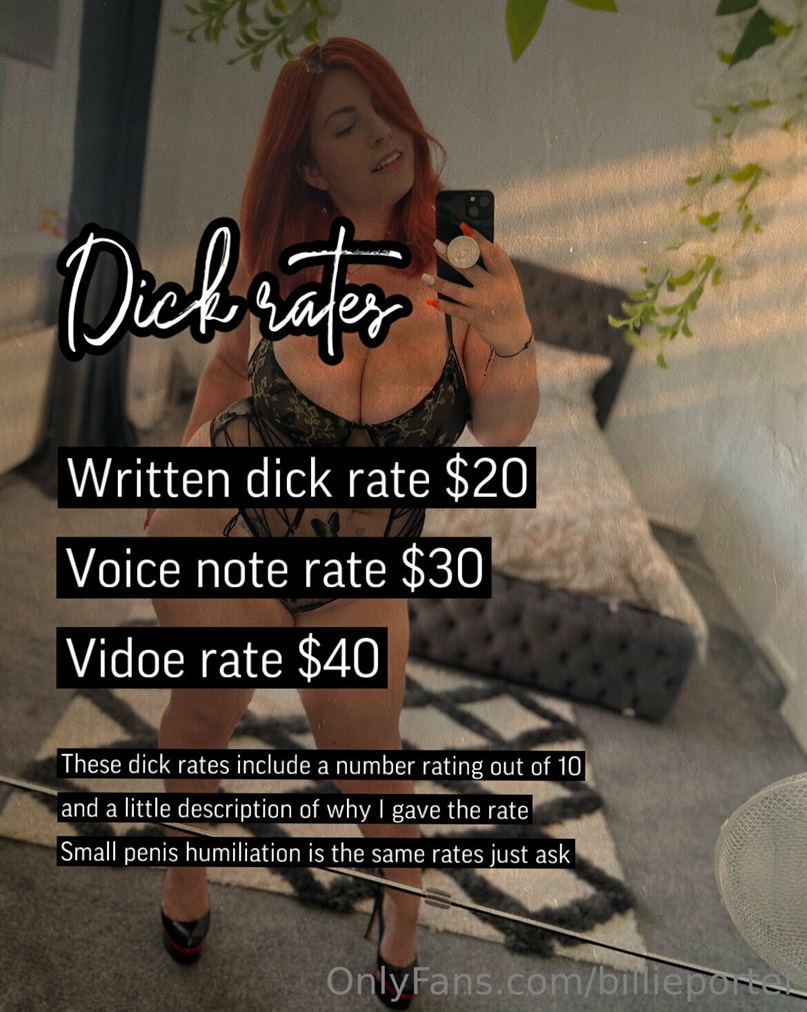 Dick rates
Written dick rate $20
Voice note rate $30
Vidoe rate $40
These dick rates include a number rating out of 10
and a little description of why I gave the rate
Small penis humiliation is the same rates just ask
OnlyFans.com/billieporter